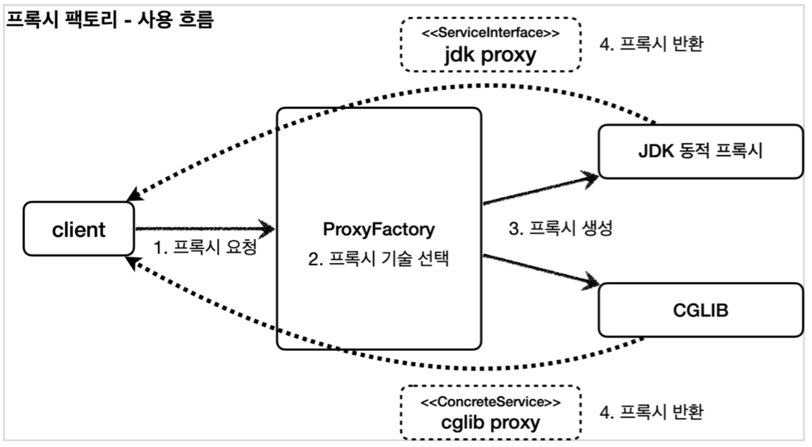 프록시 팩토리 - 사용 흐름
<<ServiceInterface>>
jdk proxy
4. 프록시 반환
JDK 동적 프록시
client
1. 프록시 요청
ProxyFactory
2. 프록시 기술 선택
3. 프록시 생성
CGLIB
<<ConcreteService>>
cglib proxy
4. 프록시 반환